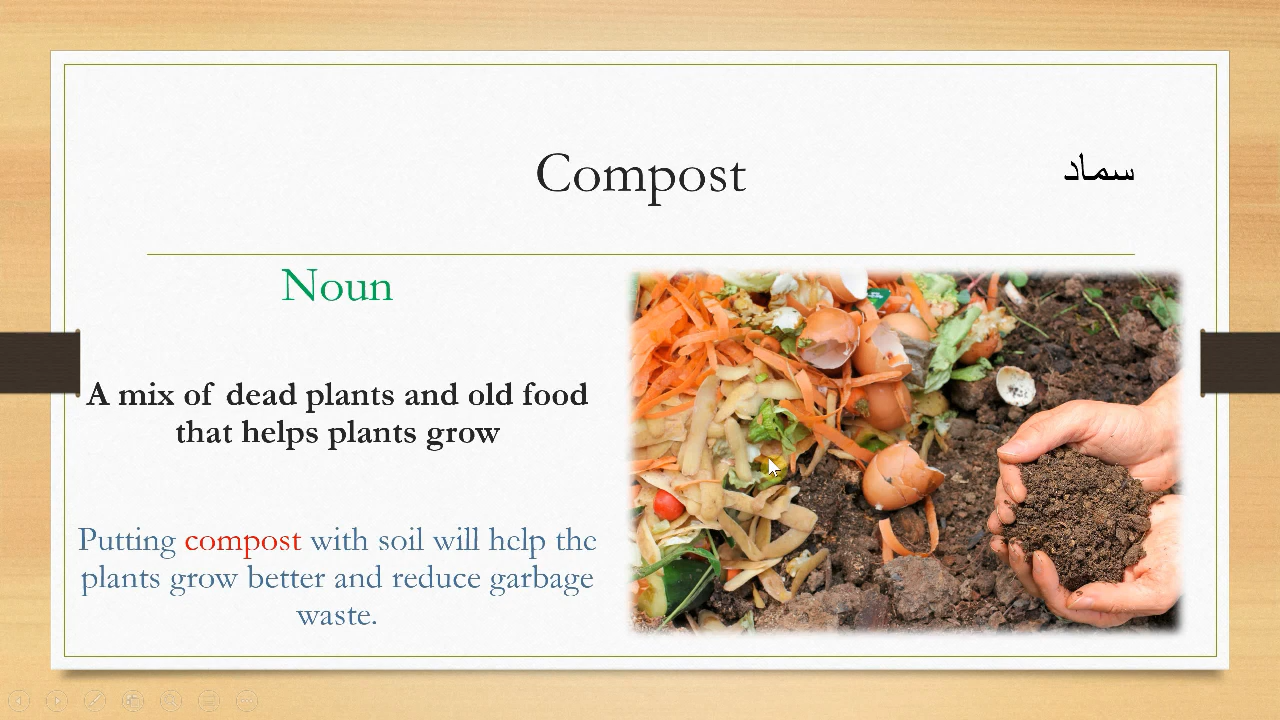 Compost
سماد
Noun
A mix of dead plants and old food
that helps plants grow
Putting compost with soil will help the
plants grow better and reduce garbage
waste.